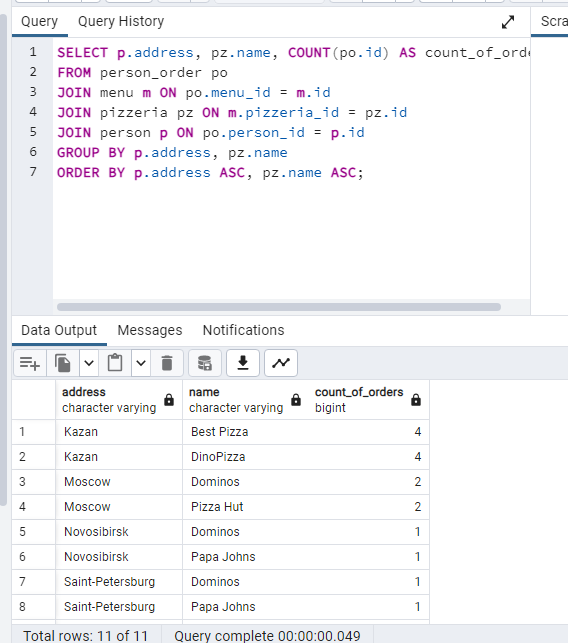 Query Query History Scra
1 SELECT p.address, pz.name, COUNT(po.id) AS count_of_orde
2 FROM person_order po
3 JOIN menu m ON po.menu_id = m.id
4 JOIN pizzeria pz ON m.pizzeria_id = pz.id
5 JOIN person p ON po.person_id = p.id
6 GROUP BY p.address, pz.name
7 ORDER BY p.address ASC, pz.name ASC;
Data Output Messages Notifications
address name count_of_orders
character varying character varying bigint
1 Kazan Best Pizza 4
2 Kazan DinoPizza 4
3 Moscow Dominos 2
4 Moscow Pizza Hut 2
5 Novosibirsk Dominos 1
6 Novosibirsk Papa Johns 1
7 Saint-Petersburg Dominos 1
8 Saint-Petersburg Papa Johns 1
Total rows: 11 of 11 Query complete 00:00:00.049